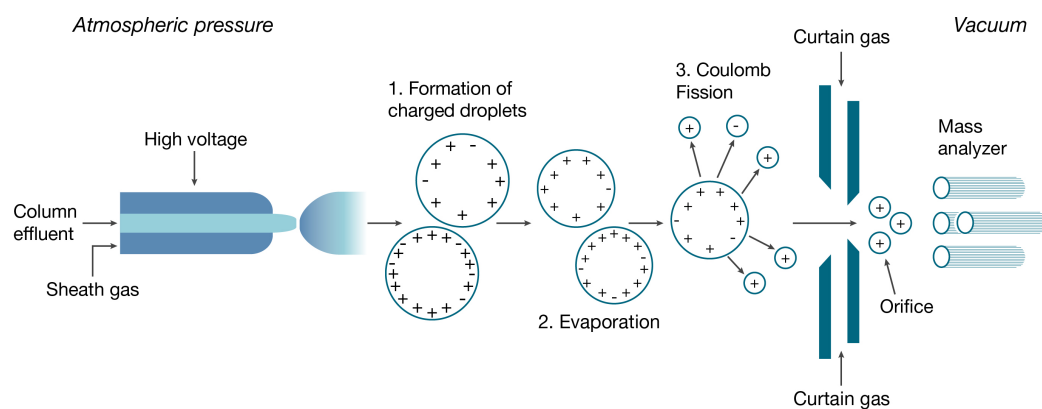 Atmospheric pressure
Vacuum
Curtain gas
3. Coulomb
Fission
1. Formation of
charged droplets
High voltage
Mass
analyzer
Column
effluent
Sheath gas
2. Evaporation
Orifice
Curtain gas